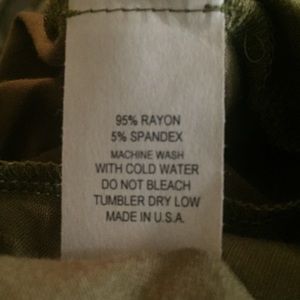 95% RAYON
5% SPANDEX
MACHINE WASH
WITH COLD WATER
DO NOT BLEACH
TUMBLER DRY LOW
MADE IN U.S.A.